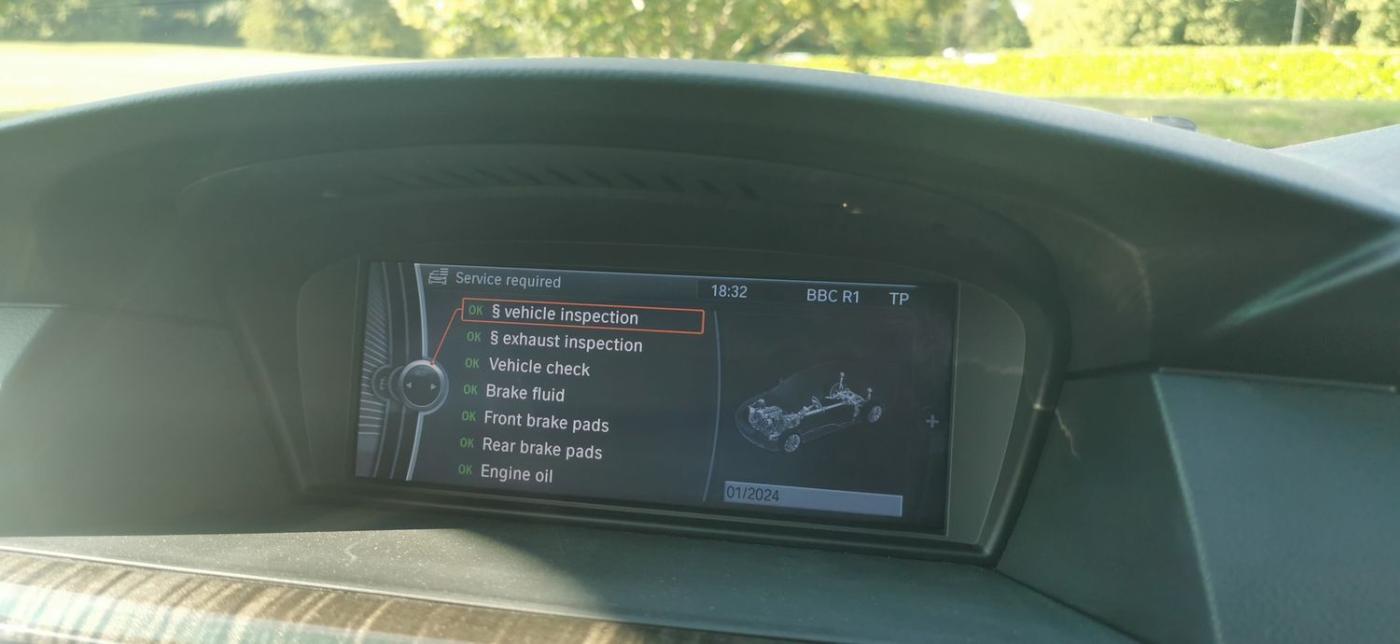 Service required
18:32
BBC R1
TP
OK § vehicle inspection
OK § exhaust inspection
OK Vehicle check
OK Brake fluid
OK Front brake pads
OK Rear brake pads
OK Engine oil
01/2024